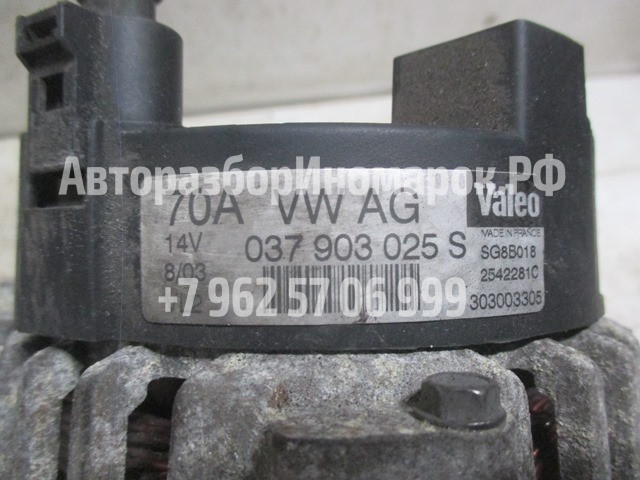 АвторазборИномарок.РФ
70A VW AG
Valeo
MADE IN FRANCE
14V 037 903 025 S
SG8B018
8/03
2542281C
+7 962 57 06 999
303003305